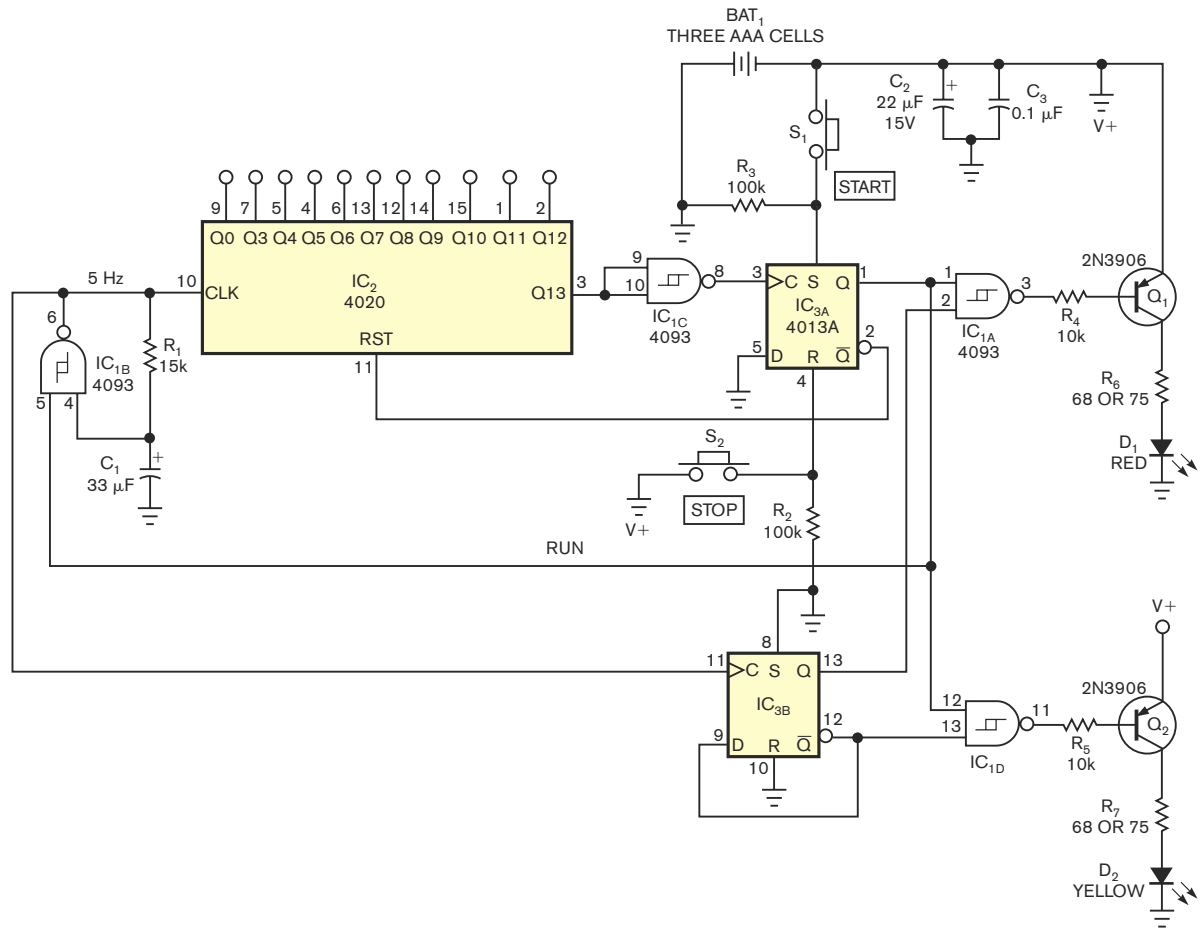 BAT1
THREE AAA CELLS
C2
22 µF
15V
+
C3
0.1 µF
V+
S1
START
R3
100k
9 7 5 4 6 13 12 14 15 1 2
Q0 Q3 Q4 Q5 Q6 Q7 Q8 Q9 Q10 Q11 Q12
5 Hz
10
CLK
IC2
4020
Q13
3
RST
11
9
10
8
IC1C
4093
3
C S Q
1
IC3A
4013A
2
5
D R Q̅
4
1
2
3
IC1A
4093
R4
10k
2N3906
Q1
R6
68 OR 75
D1
RED
6
IC1B
4093
5 4
R1
15k
C1
33 µF
+
S2
STOP
V+
R2
100k
RUN
8
11
C S Q
13
IC3B
12
9
D R Q̅
10
12
13
11
IC1D
R5
10k
V+
2N3906
Q2
R7
68 OR 75
D2
YELLOW